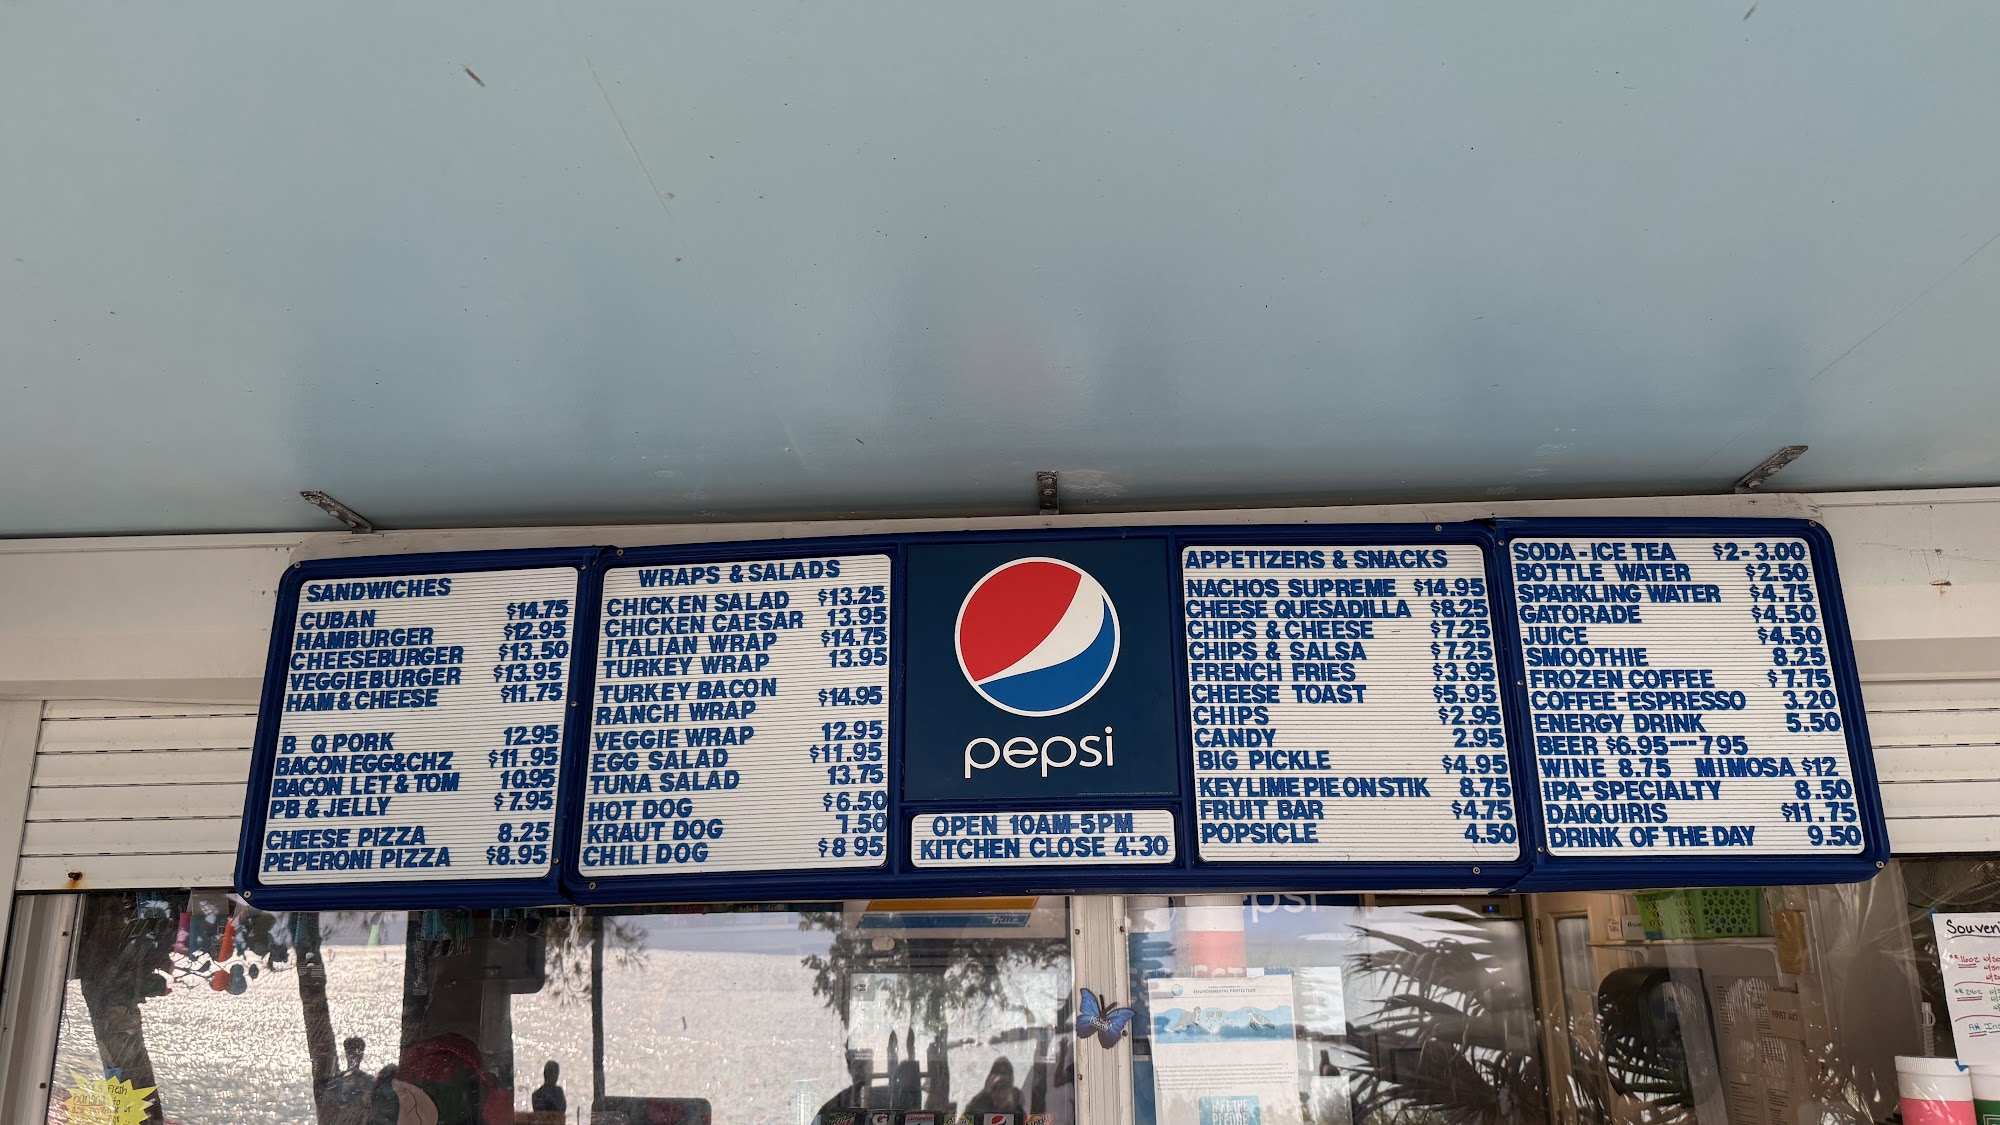 SANDWICHES
CUBAN $14.75
HAMBURGER $12.95
CHEESEBURGER $13.50
VEGGIEBURGER $13.95
HAM & CHEESE $11.75
B Q PORK 12.95
BACON EGG&CHZ $11.95
BACON LET & TOM 10.95
PB & JELLY $7.95
CHEESE PIZZA 8.25
PEPERONI PIZZA $8.95
WRAPS & SALADS
CHICKEN SALAD $13.25
CHICKEN CAESAR 13.95
ITALIAN WRAP $14.75
TURKEY WRAP 13.95
TURKEY BACON
RANCH WRAP $14.95
VEGGIE WRAP 12.95
EGG SALAD $11.95
TUNA SALAD 13.75
HOT DOG $6.50
KRAUT DOG 7.50
CHILI DOG $8 95
pepsi
OPEN 10AM-5PM
KITCHEN CLOSE 4:30
APPETIZERS & SNACKS
NACHOS SUPREME $14.95
CHEESE QUESADILLA $8.25
CHIPS & CHEESE $7.25
CHIPS & SALSA $7.25
FRENCH FRIES $3.95
CHEESE TOAST $5.95
CHIPS $2.95
CANDY 2.95
BIG PICKLE $4.95
KEY LIME PIE ON STIK 8.75
FRUIT BAR $4.75
POPSICLE 4.50
SODA - ICE TEA $2 - 3.00
BOTTLE WATER $2.50
SPARKLING WATER $4.75
GATORADE $4.50
JUICE $4.50
SMOOTHIE 8.25
FROZEN COFFEE $7.75
COFFEE-ESPRESSO 3.20
ENERGY DRINK 5.50
BEER $6.95---795
WINE 8.75 MIMOSA $12
IPA-SPECIALTY 8.50
DAIQUIRIS $11.75
DRINK OF THE DAY 9.50
true
ENVIRONMENTAL PROTECTION
FIRST AID
Souveni